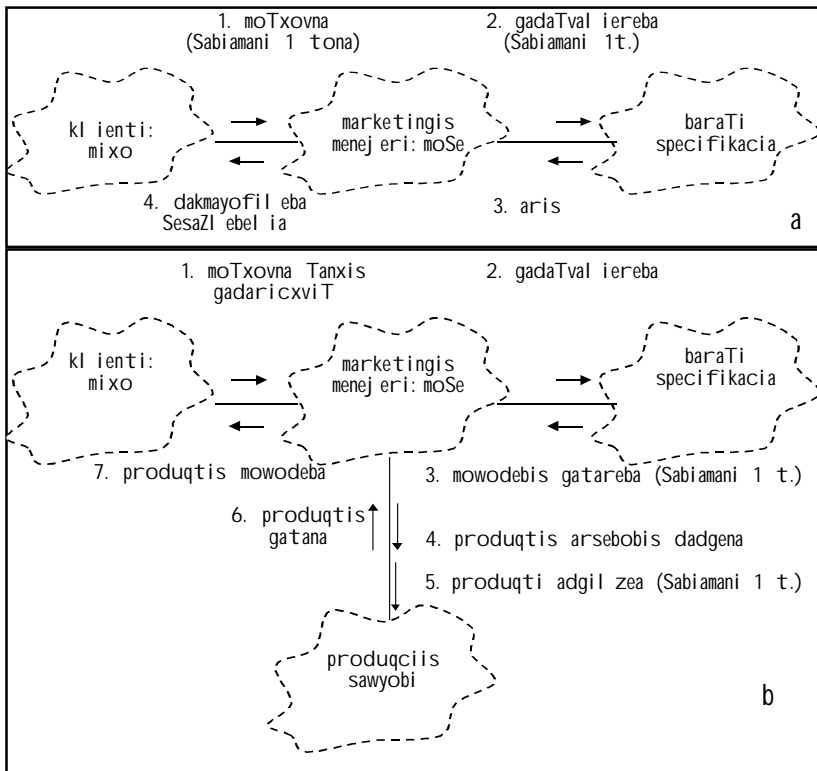 1. moTxovna
(Sabiamani 1 tona)
2. gadaTvaliereba
(Sabiamani 1t.)
klienti:
mixo
marketingis
menejeri: moSe
baraTi
specifikacia
4. dakmayofileba
SesaZlebelia
3. aris
a
1. moTxovna Tanxis
gadaricxviT
2. gadaTvaliereba
klienti:
mixo
marketingis
menejeri: moSe
baraTi
specifikacia
7. produqtis mowodeba
3. mowodebis gatareba (Sabiamani 1 t.)
6. produqtis
gatana
4. produqtis arsebobis dadgena
5. produqti adgilzea (Sabiamani 1 t.)
produqciis
sawyobi
b